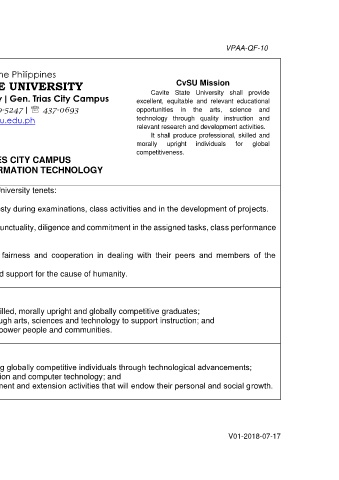 VPAA-QF-10
he Philippines
E UNIVERSITY
y | Gen. Trias City Campus
-5247 | ☏ 437-0693
u.edu.ph
CvSU Mission
Cavite State University shall provide
excellent, equitable and relevant educational
opportunities in the arts, science and
technology through quality instruction and
relevant research and development activities.
It shall produce professional, skilled and
morally upright individuals for global
competitiveness.
ES CITY CAMPUS
RMATION TECHNOLOGY
niversity tenets:
sty during examinations, class activities and in the development of projects.
unctuality, diligence and commitment in the assigned tasks, class performance
fairness and cooperation in dealing with their peers and members of the
d support for the cause of humanity.
illed, morally upright and globally competitive graduates;
ugh arts, sciences and technology to support instruction; and
power people and communities.
g globally competitive individuals through technological advancements;
ion and computer technology; and
ment and extension activities that will endow their personal and social growth.
V01-2018-07-17